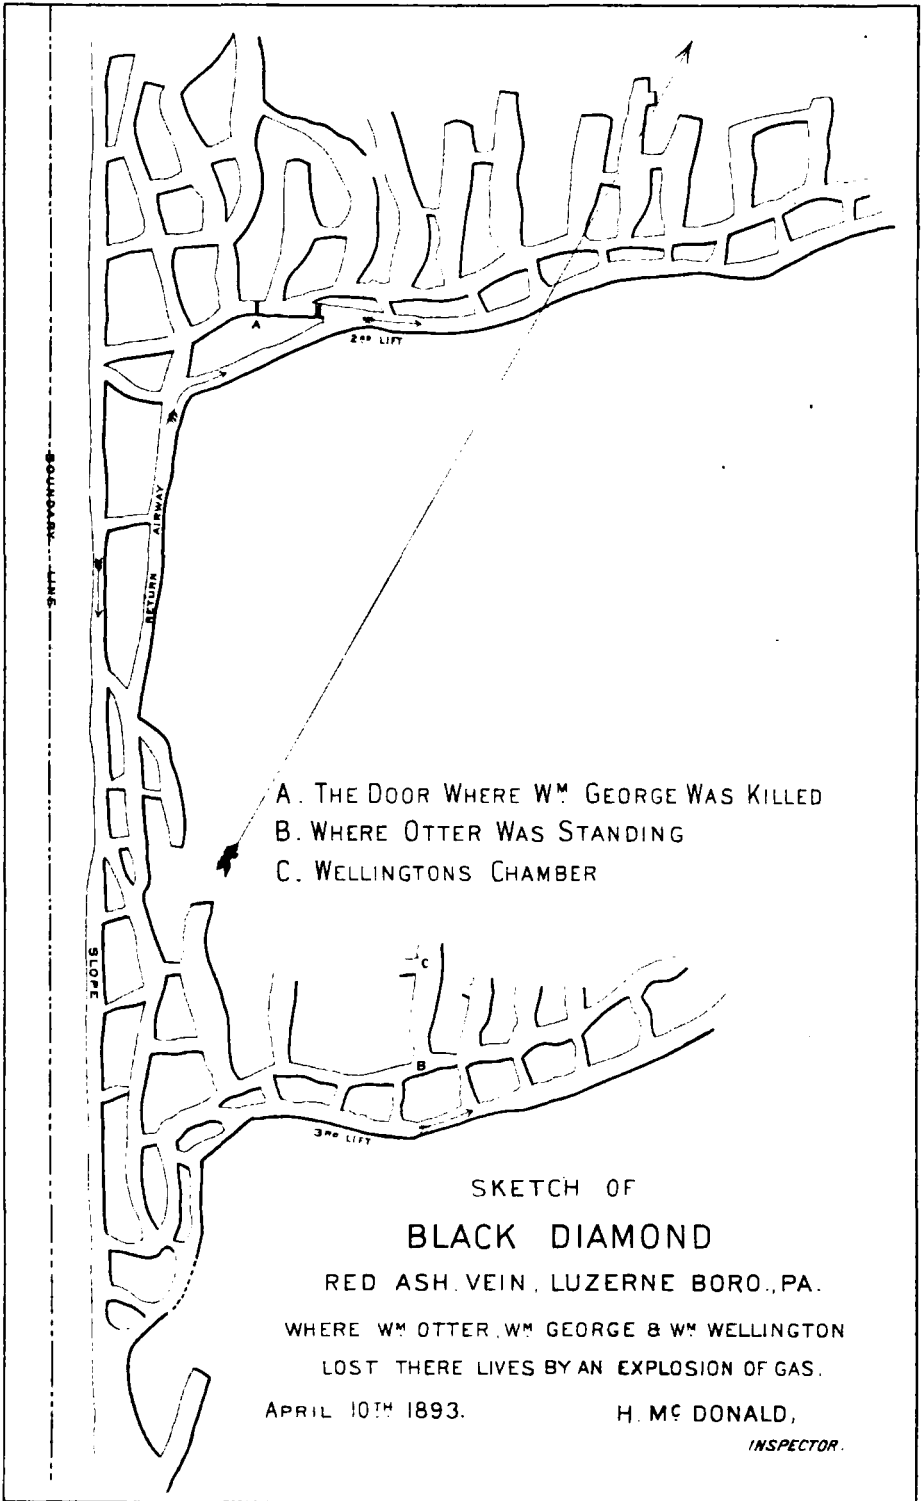 A
2ND LIFT
BOUNDARY LINE
RETURN AIRWAY
A. THE DOOR WHERE WM GEORGE WAS KILLED
B. WHERE OTTER WAS STANDING
C. WELLINGTONS CHAMBER
SLOPE
C
B
3RD LIFT
SKETCH OF
BLACK DIAMOND
RED ASH. VEIN, LUZERNE BORO., PA.
WHERE WM OTTER, WM GEORGE & WM WELLINGTON
LOST THERE LIVES BY AN EXPLOSION OF GAS.
APRIL 10TH 1893.
H. MC DONALD,
INSPECTOR.